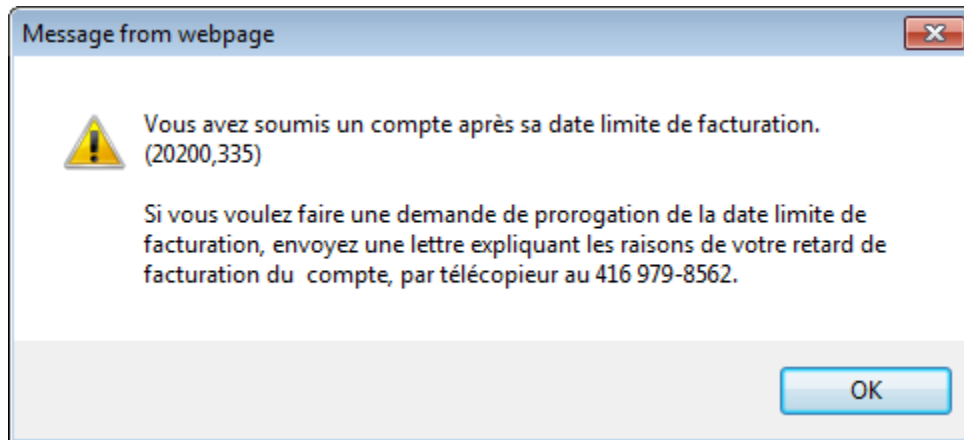 Message from webpage
Vous avez soumis un compte après sa date limite de facturation.
(20200,335)
Si vous voulez faire une demande de prorogation de la date limite de
facturation, envoyez une lettre expliquant les raisons de votre retard de
facturation du  compte, par télécopieur au 416 979-8562.
OK